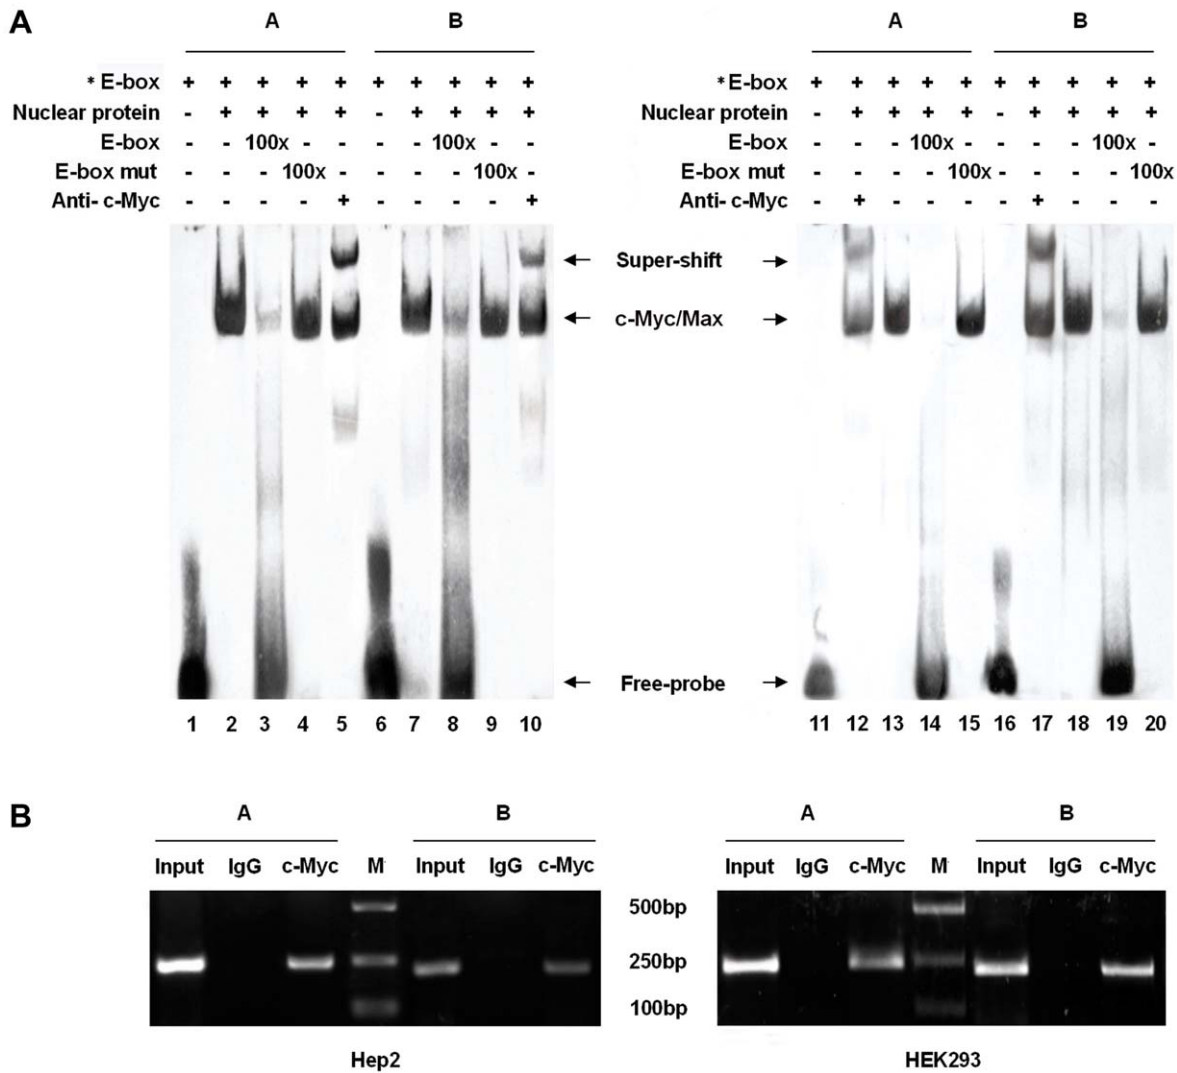 A
A B A B
* E-box + + + + + + + + + + * E-box + + + + + + + + + +
Nuclear protein - + + + + - + + + + Nuclear protein - + + + + - + + + +
E-box - - 100x - - - - 100x - - E-box - - - 100x - - - - 100x -
E-box mut - - - 100x - - - - 100x - E-box mut - - - - 100x - - - - 100x
Anti- c-Myc - - - - + - - - - + Anti- c-Myc - + - - - - + - - -
← Super-shift →
← c-Myc/Max →
← Free-probe →
1 2 3 4 5 6 7 8 9 10 11 12 13 14 15 16 17 18 19 20
B
A B A B
Input IgG c-Myc M Input IgG c-Myc Input IgG c-Myc M Input IgG c-Myc
500bp
250bp
100bp
Hep2 HEK293